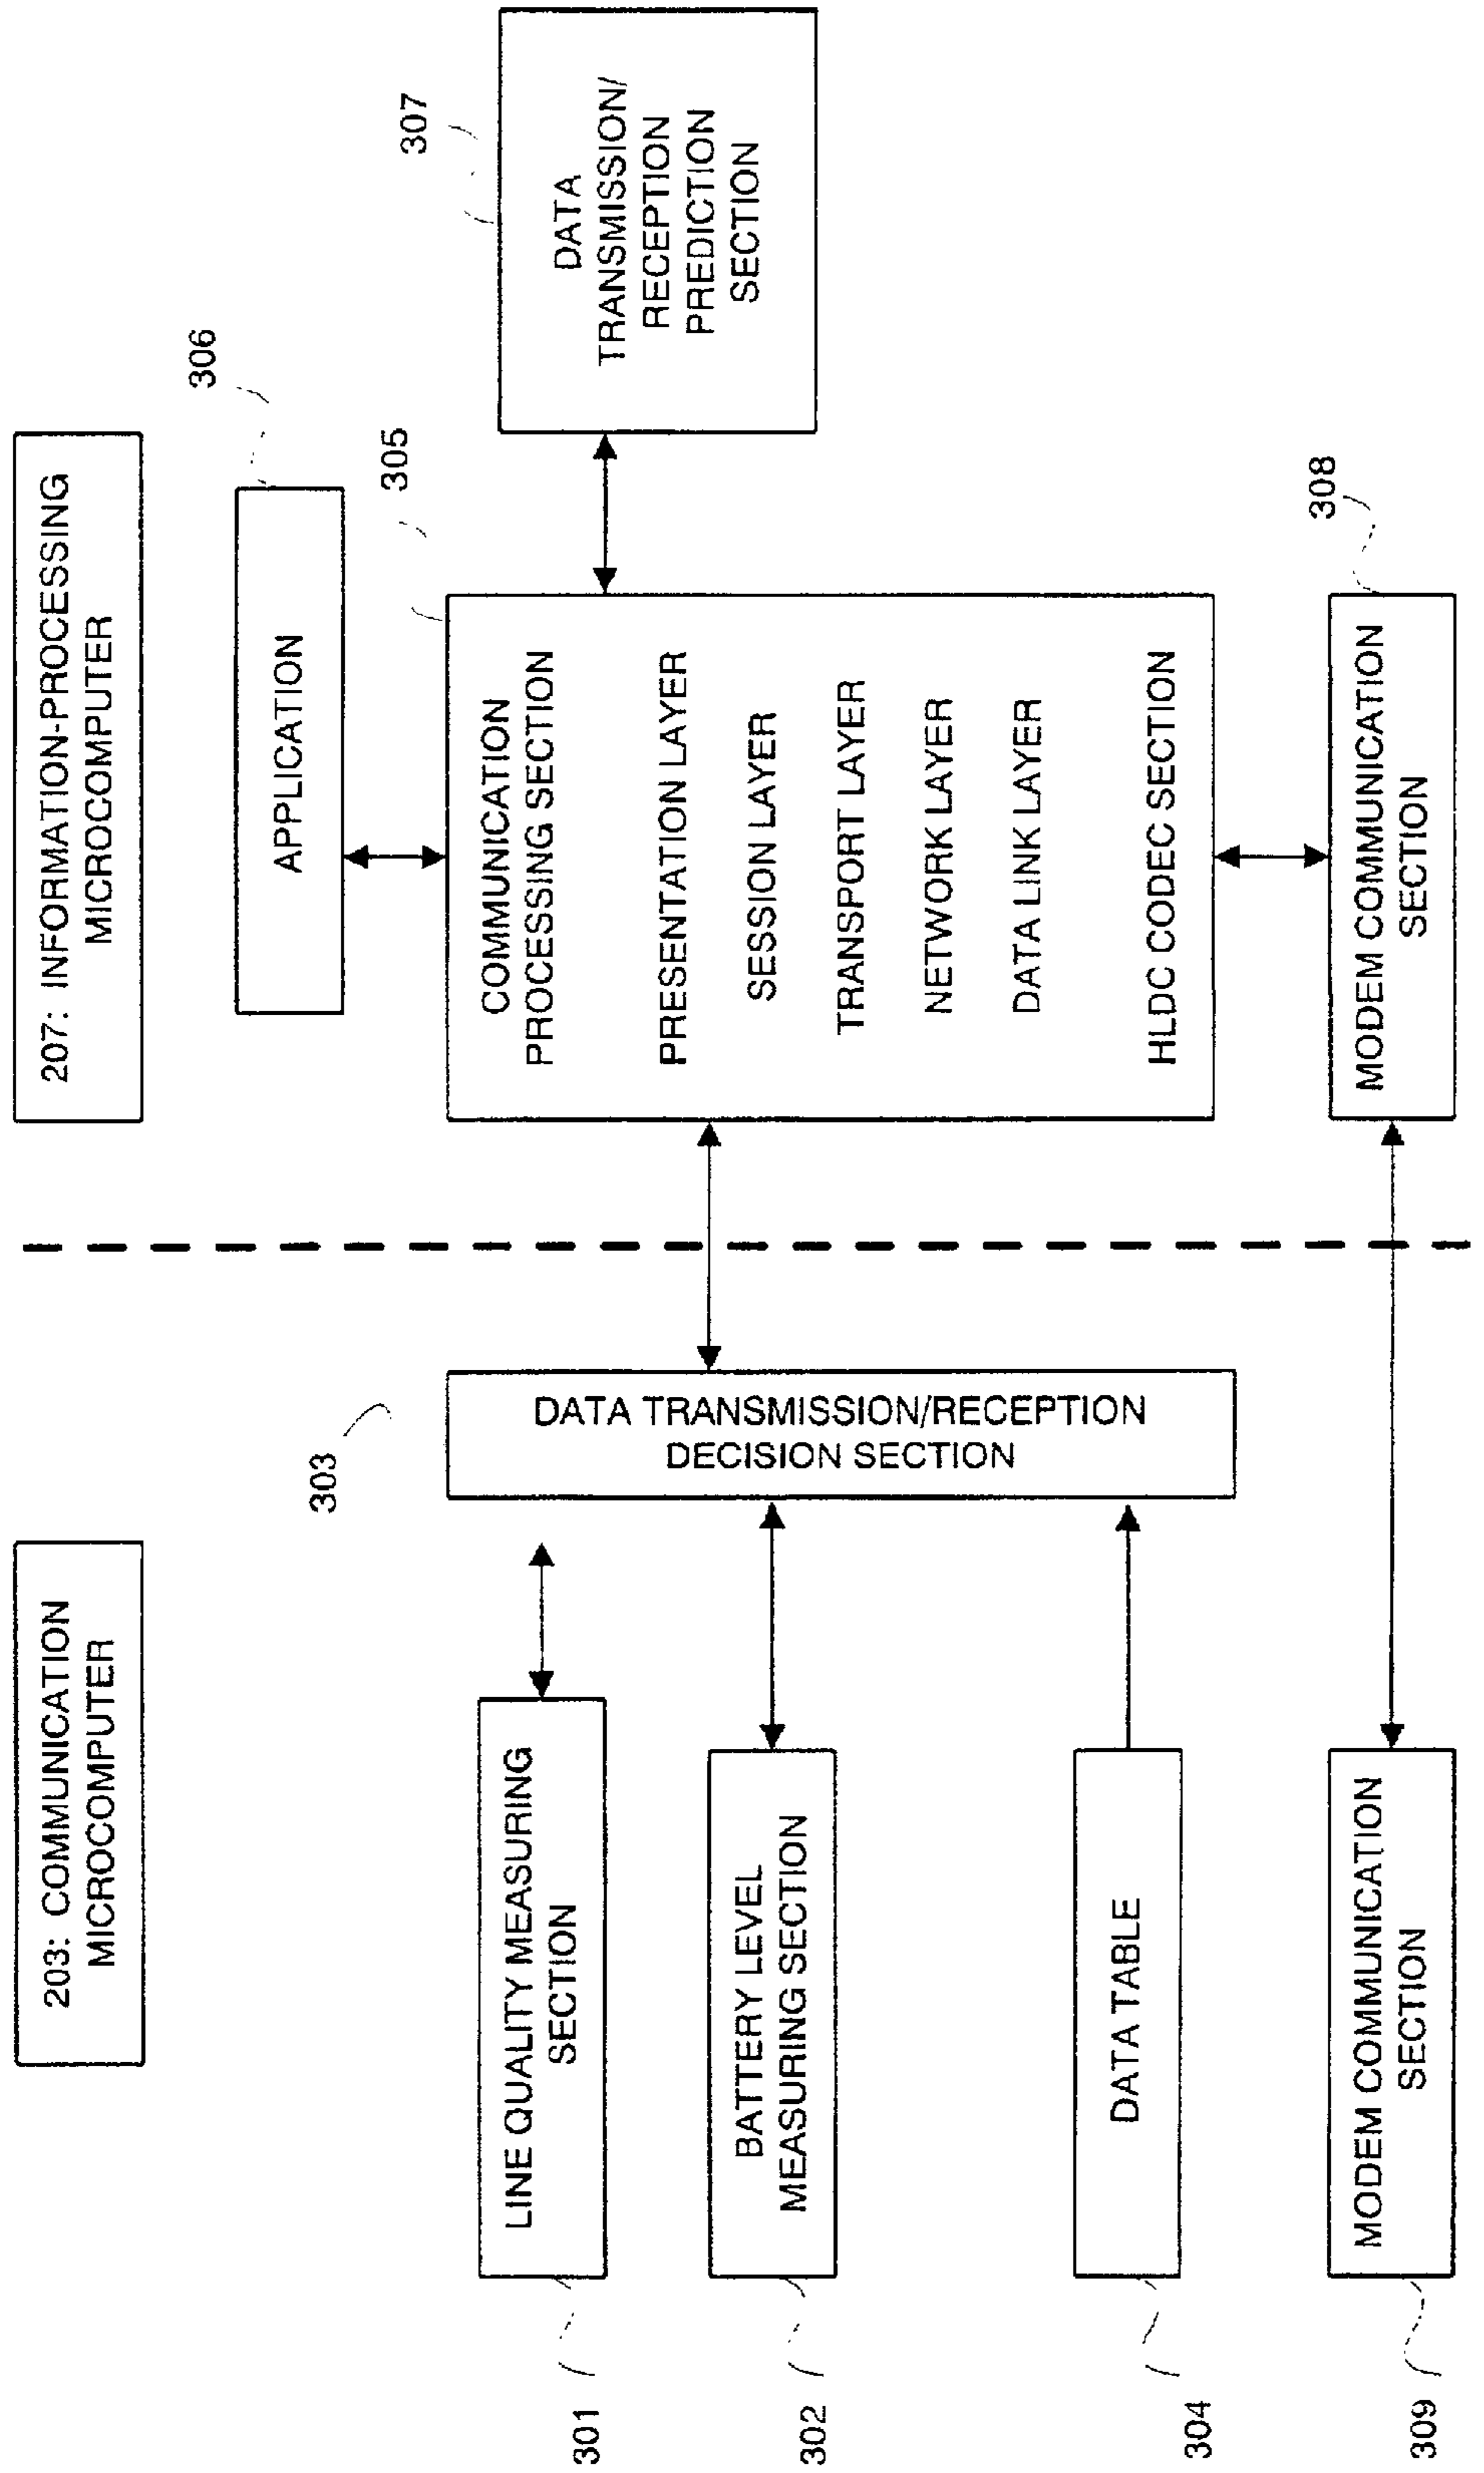 203: COMMUNICATION
MICROCOMPUTER
207: INFORMATION-PROCESSING
MICROCOMPUTER
306
APPLICATION
303
305
307
301
LINE QUALITY MEASURING
SECTION
DATA TRANSMISSION/RECEPTION
DECISION SECTION
COMMUNICATION
PROCESSING SECTION
PRESENTATION LAYER
SESSION LAYER
TRANSPORT LAYER
NETWORK LAYER
DATA LINK LAYER
HLDC CODEC SECTION
DATA
TRANSMISSION/
RECEPTION
PREDICTION
SECTION
302
BATTERY LEVEL
MEASURING SECTION
304
DATA TABLE
309
MODEM COMMUNICATION
SECTION
308
MODEM COMMUNICATION
SECTION